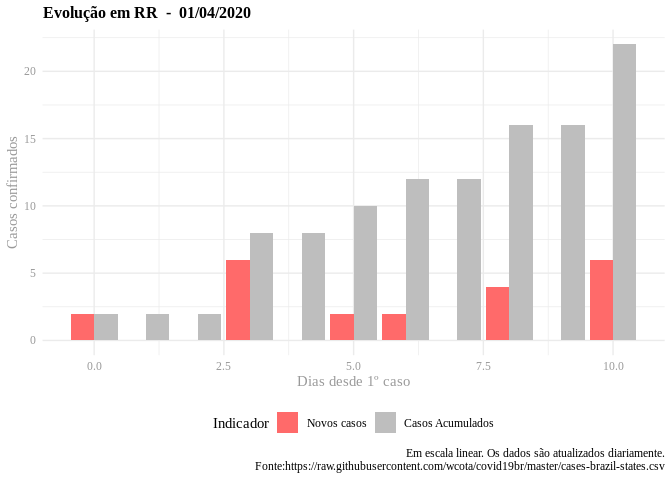 Evolução em RR  -  01/04/2020
Casos confirmados
20
15
10
5
0
0.0
2.5
5.0
7.5
10.0
Dias desde 1º caso
Indicador
Novos casos
Casos Acumulados
Em escala linear. Os dados são atualizados diariamente.
Fonte:https://raw.githubusercontent.com/wcota/covid19br/master/cases-brazil-states.csv